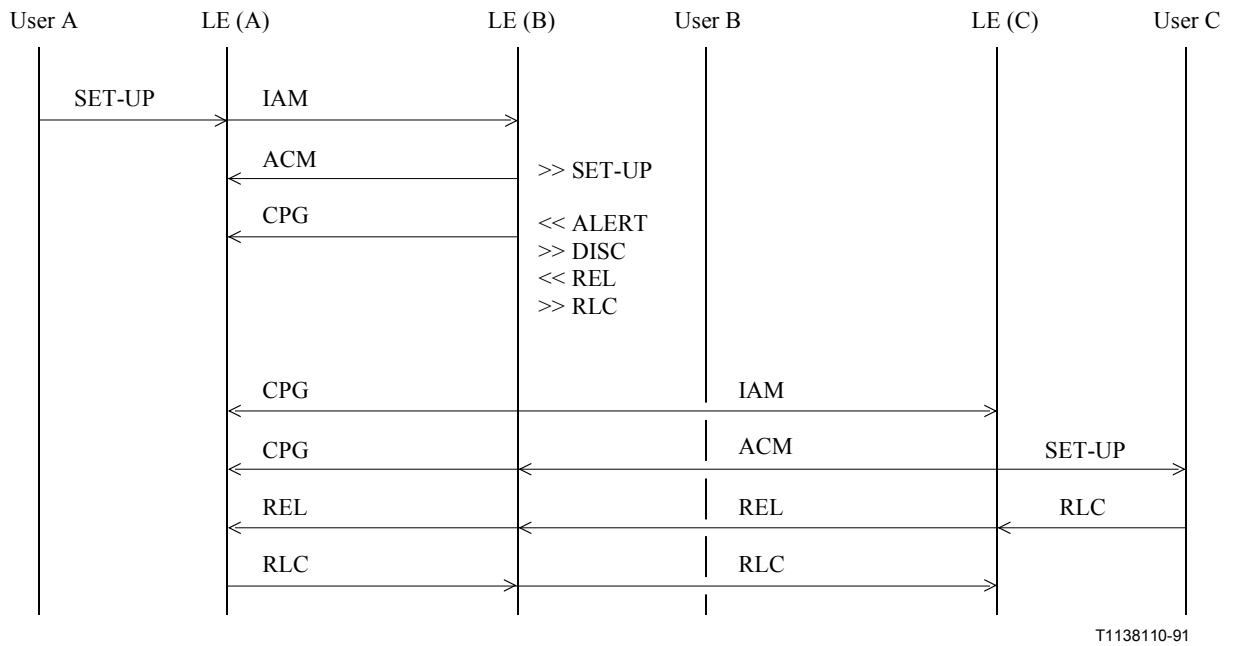 User A LE (A) LE (B) User B LE (C) User C
SET-UP IAM
ACM >> SET-UP
CPG << ALERT
>> DISC
<< REL
>> RLC
CPG IAM
CPG ACM SET-UP
REL REL RLC
RLC RLC
T1138110-91